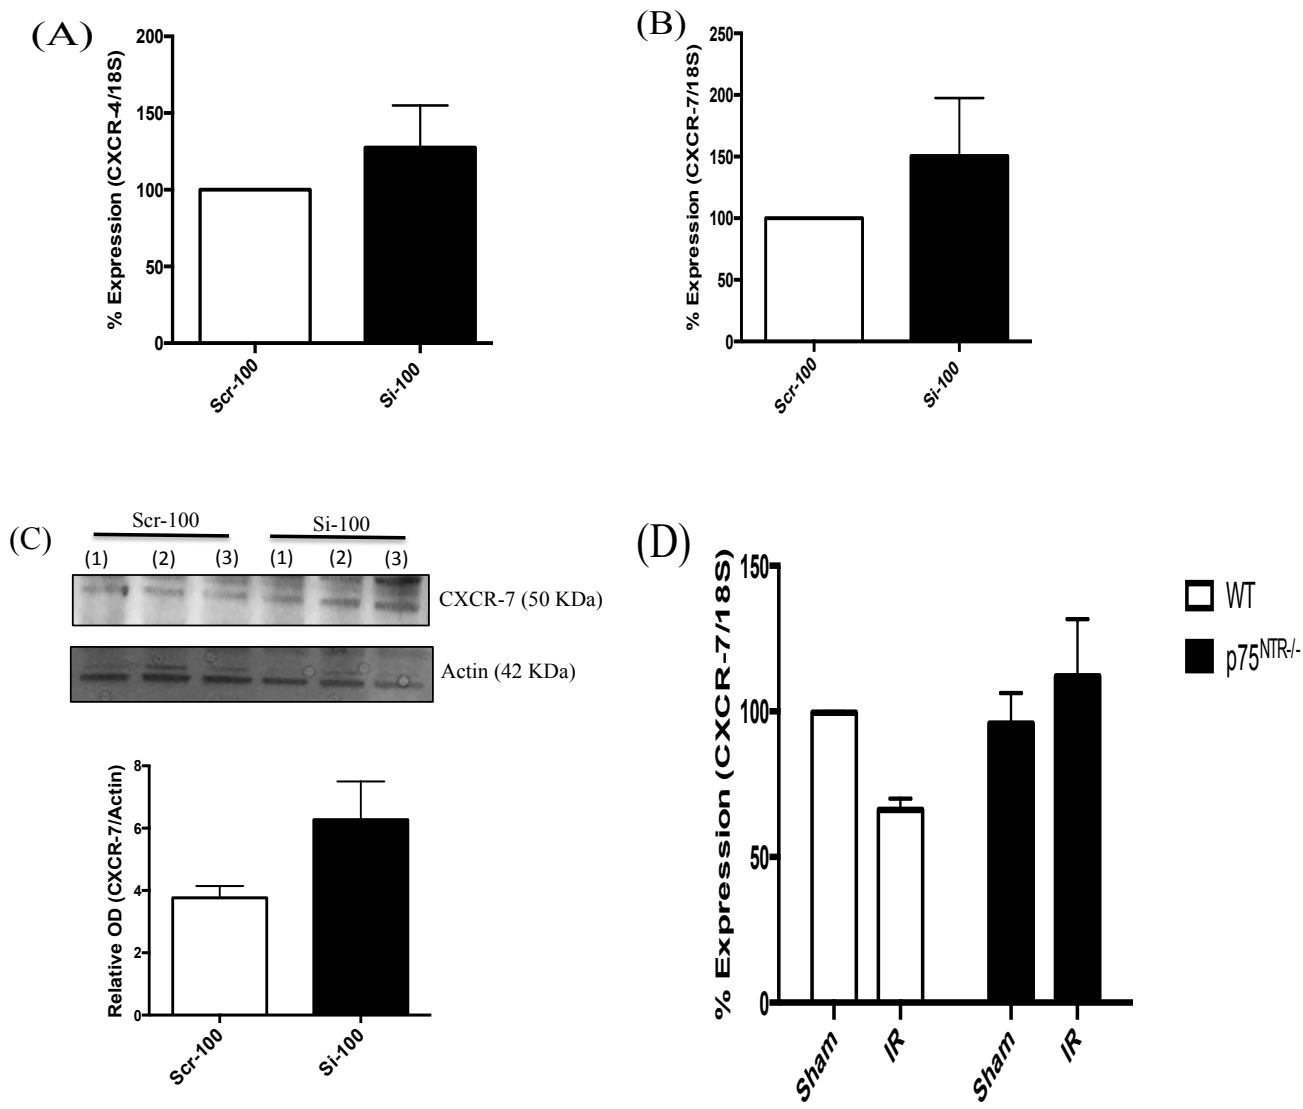 (A)
% Expression (CXCR-4/18S)
200
150
100
50
0
Scr-100
Si-100
(B)
% Expression (CXCR-7/18S)
250
200
150
100
50
0
Scr-100
Si-100
(C)
Scr-100
Si-100
(1) (2) (3) (1) (2) (3)
CXCR-7 (50 KDa)
Actin (42 KDa)
Relative OD (CXCR-7/Actin)
8
6
4
2
0
Scr-100
Si-100
(D)
% Expression (CXCR-7/18S)
150
100
50
0
Sham
IR
Sham
IR
WT
p75NTR-/-